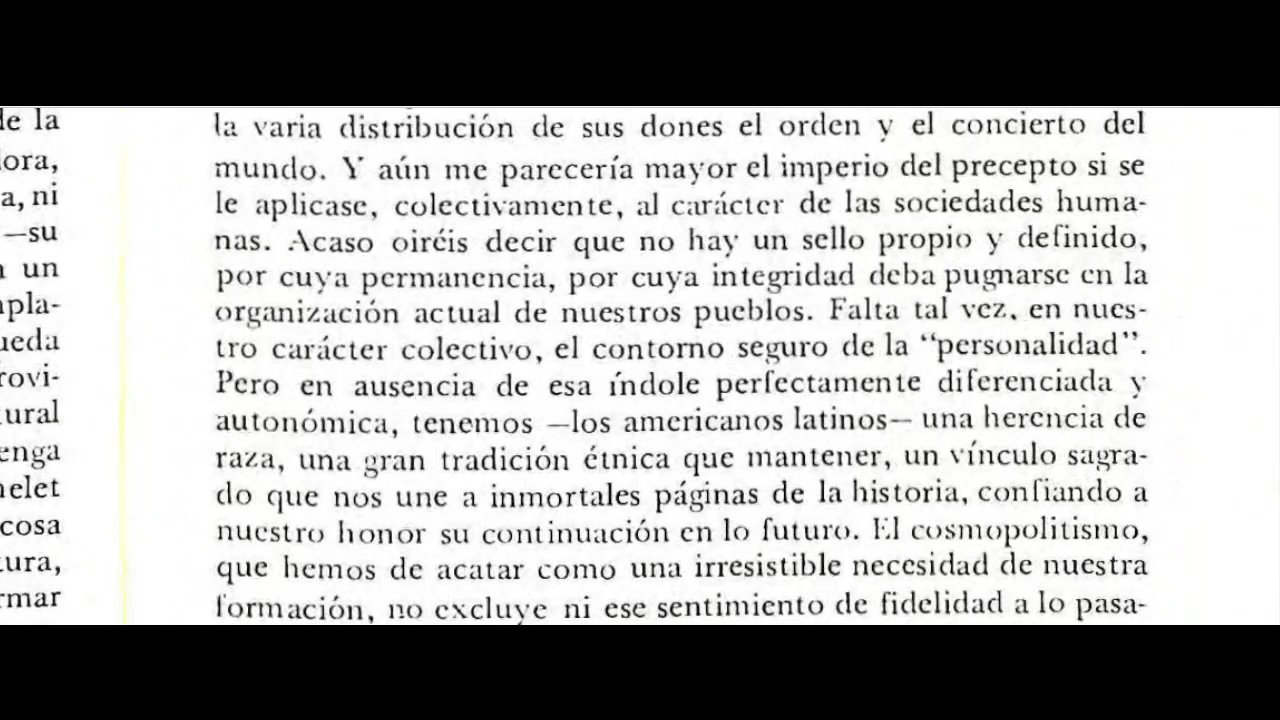 de la
dora,
a, ni
—su
un
pla-
ueda
rovi-
ural
enga
helet
cosa
tura,
rmar
la varia distribución de sus dones el orden y el concierto del
mundo. Y aún me parecería mayor el imperio del precepto si se
le aplicase, colectivamente, al carácter de las sociedades huma-
nas. Acaso oiréis decir que no hay un sello propio y definido,
por cuya permanencia, por cuya integridad deba pugnarse en la
organización actual de nuestros pueblos. Falta tal vez, en nues-
tro carácter colectivo, el contorno seguro de la “personalidad”.
Pero en ausencia de esa índole perfectamente diferenciada y
autonómica, tenemos —los americanos latinos— una herencia de
raza, una gran tradición étnica que mantener, un vínculo sagra-
do que nos une a inmortales páginas de la historia, confiando a
nuestro honor su continuación en lo futuro. El cosmopolitismo,
que hemos de acatar como una irresistible necesidad de nuestra
formación, no excluye ni ese sentimiento de fidelidad a lo pasa-